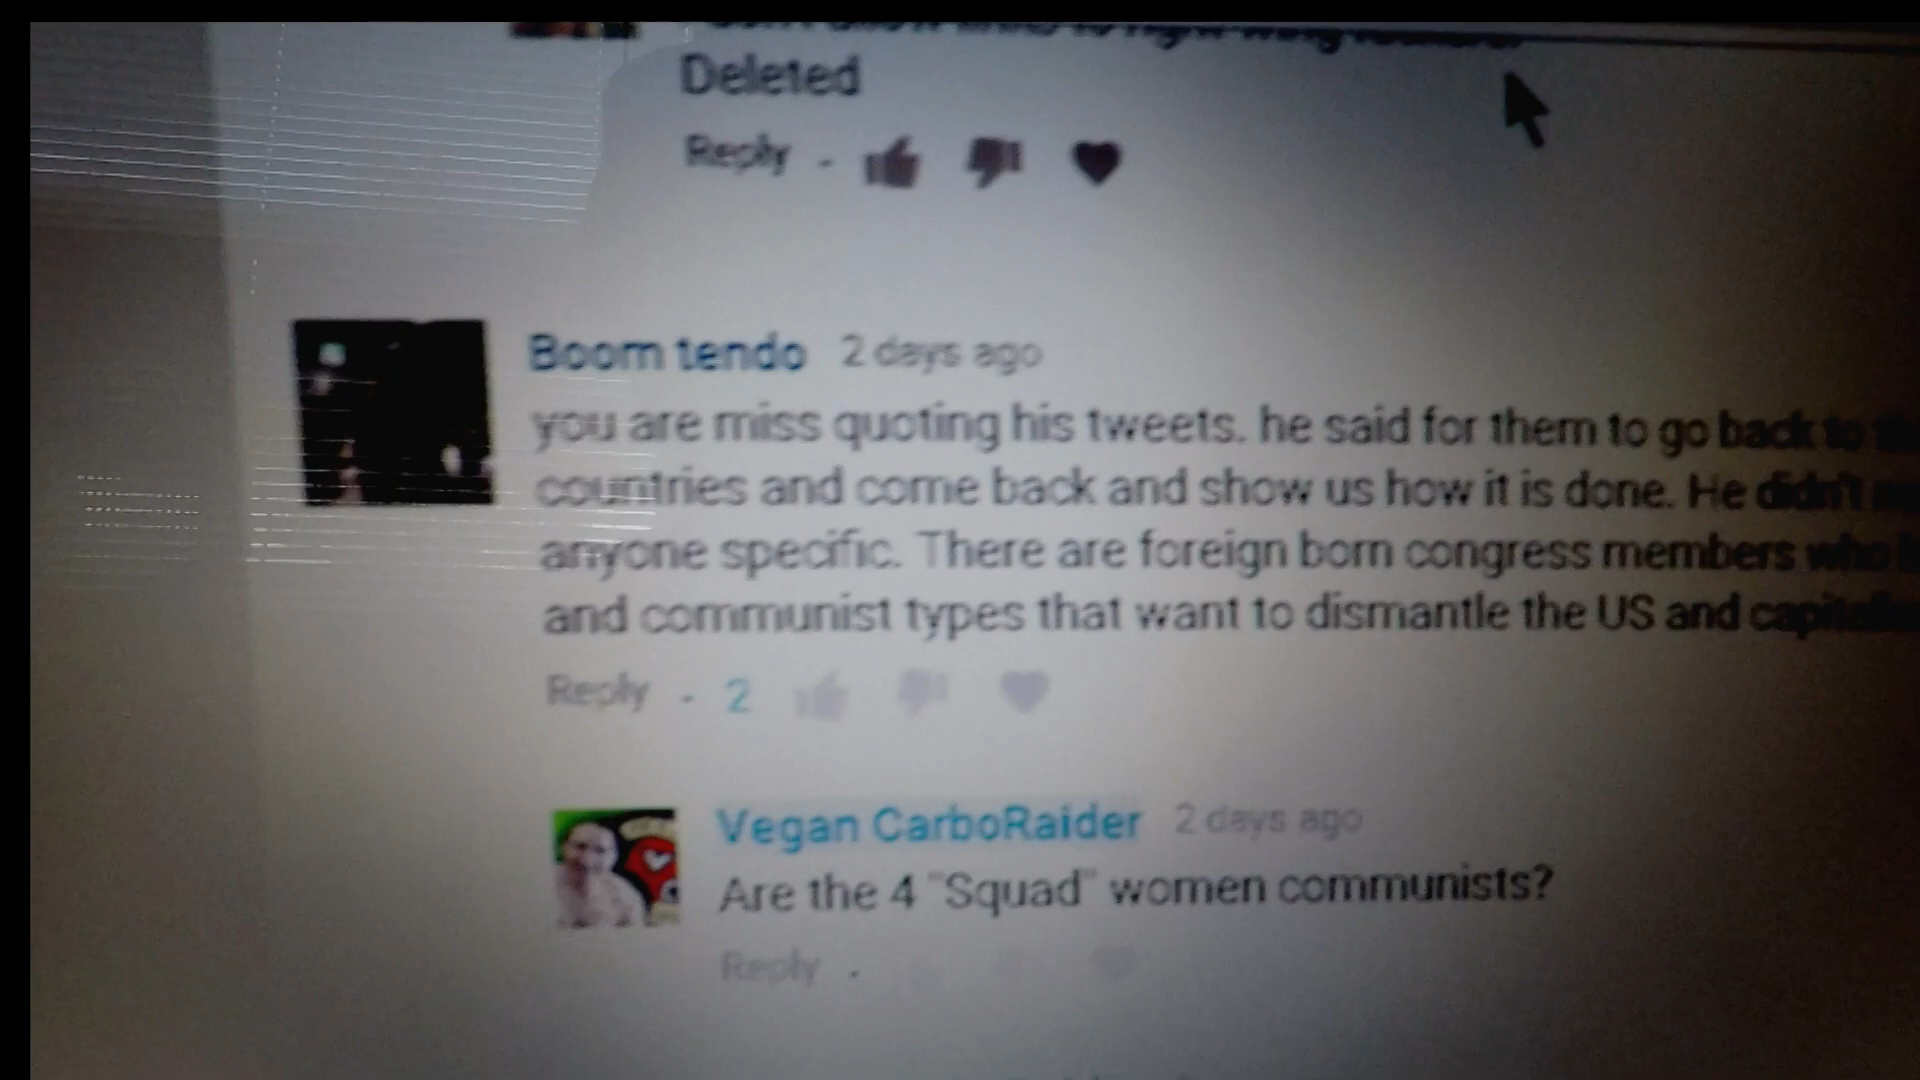 Deleted
Reply -
Boom tendo 2 days ago
you are miss quoting his tweets. he said for them to go back to
countries and come back and show us how it is done. He didn't
anyone specific. There are foreign born congress members who
and communist types that want to dismantle the US and
Reply - 2
Vegan CarboRaider 2 days ago
Are the 4 "Squad" women communists?
Reply -